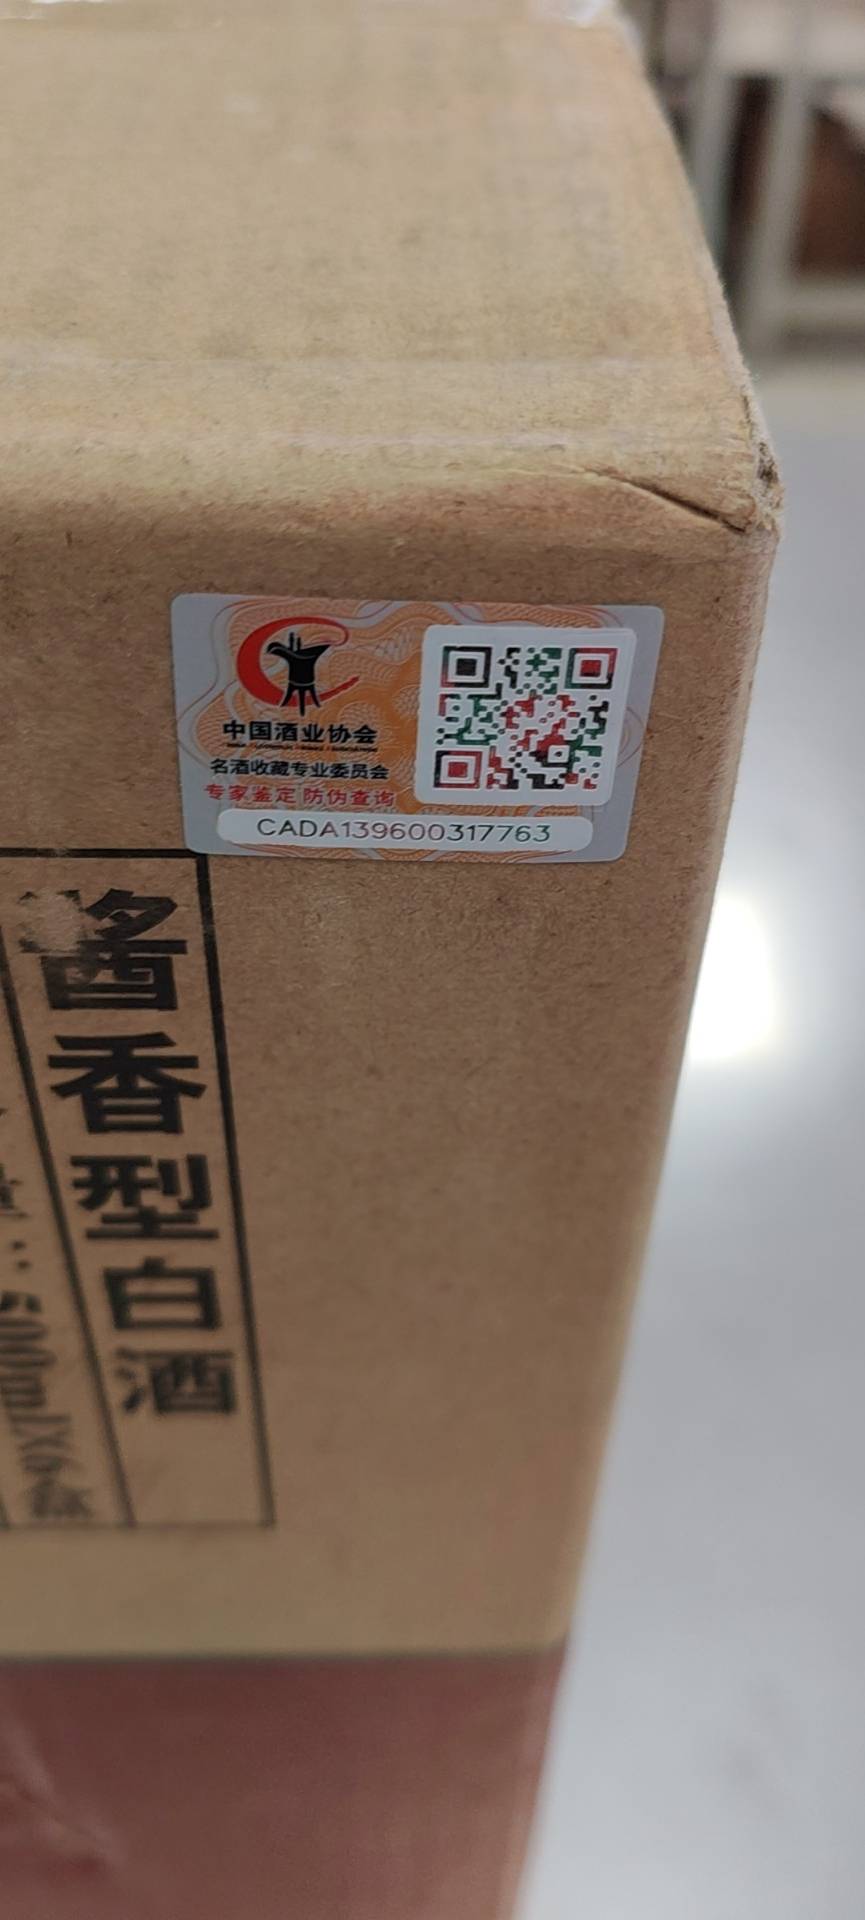 中国酒业协会
名酒收藏专业委员会
专家鉴定 防伪查询
CADA139600317763
酱香型白酒